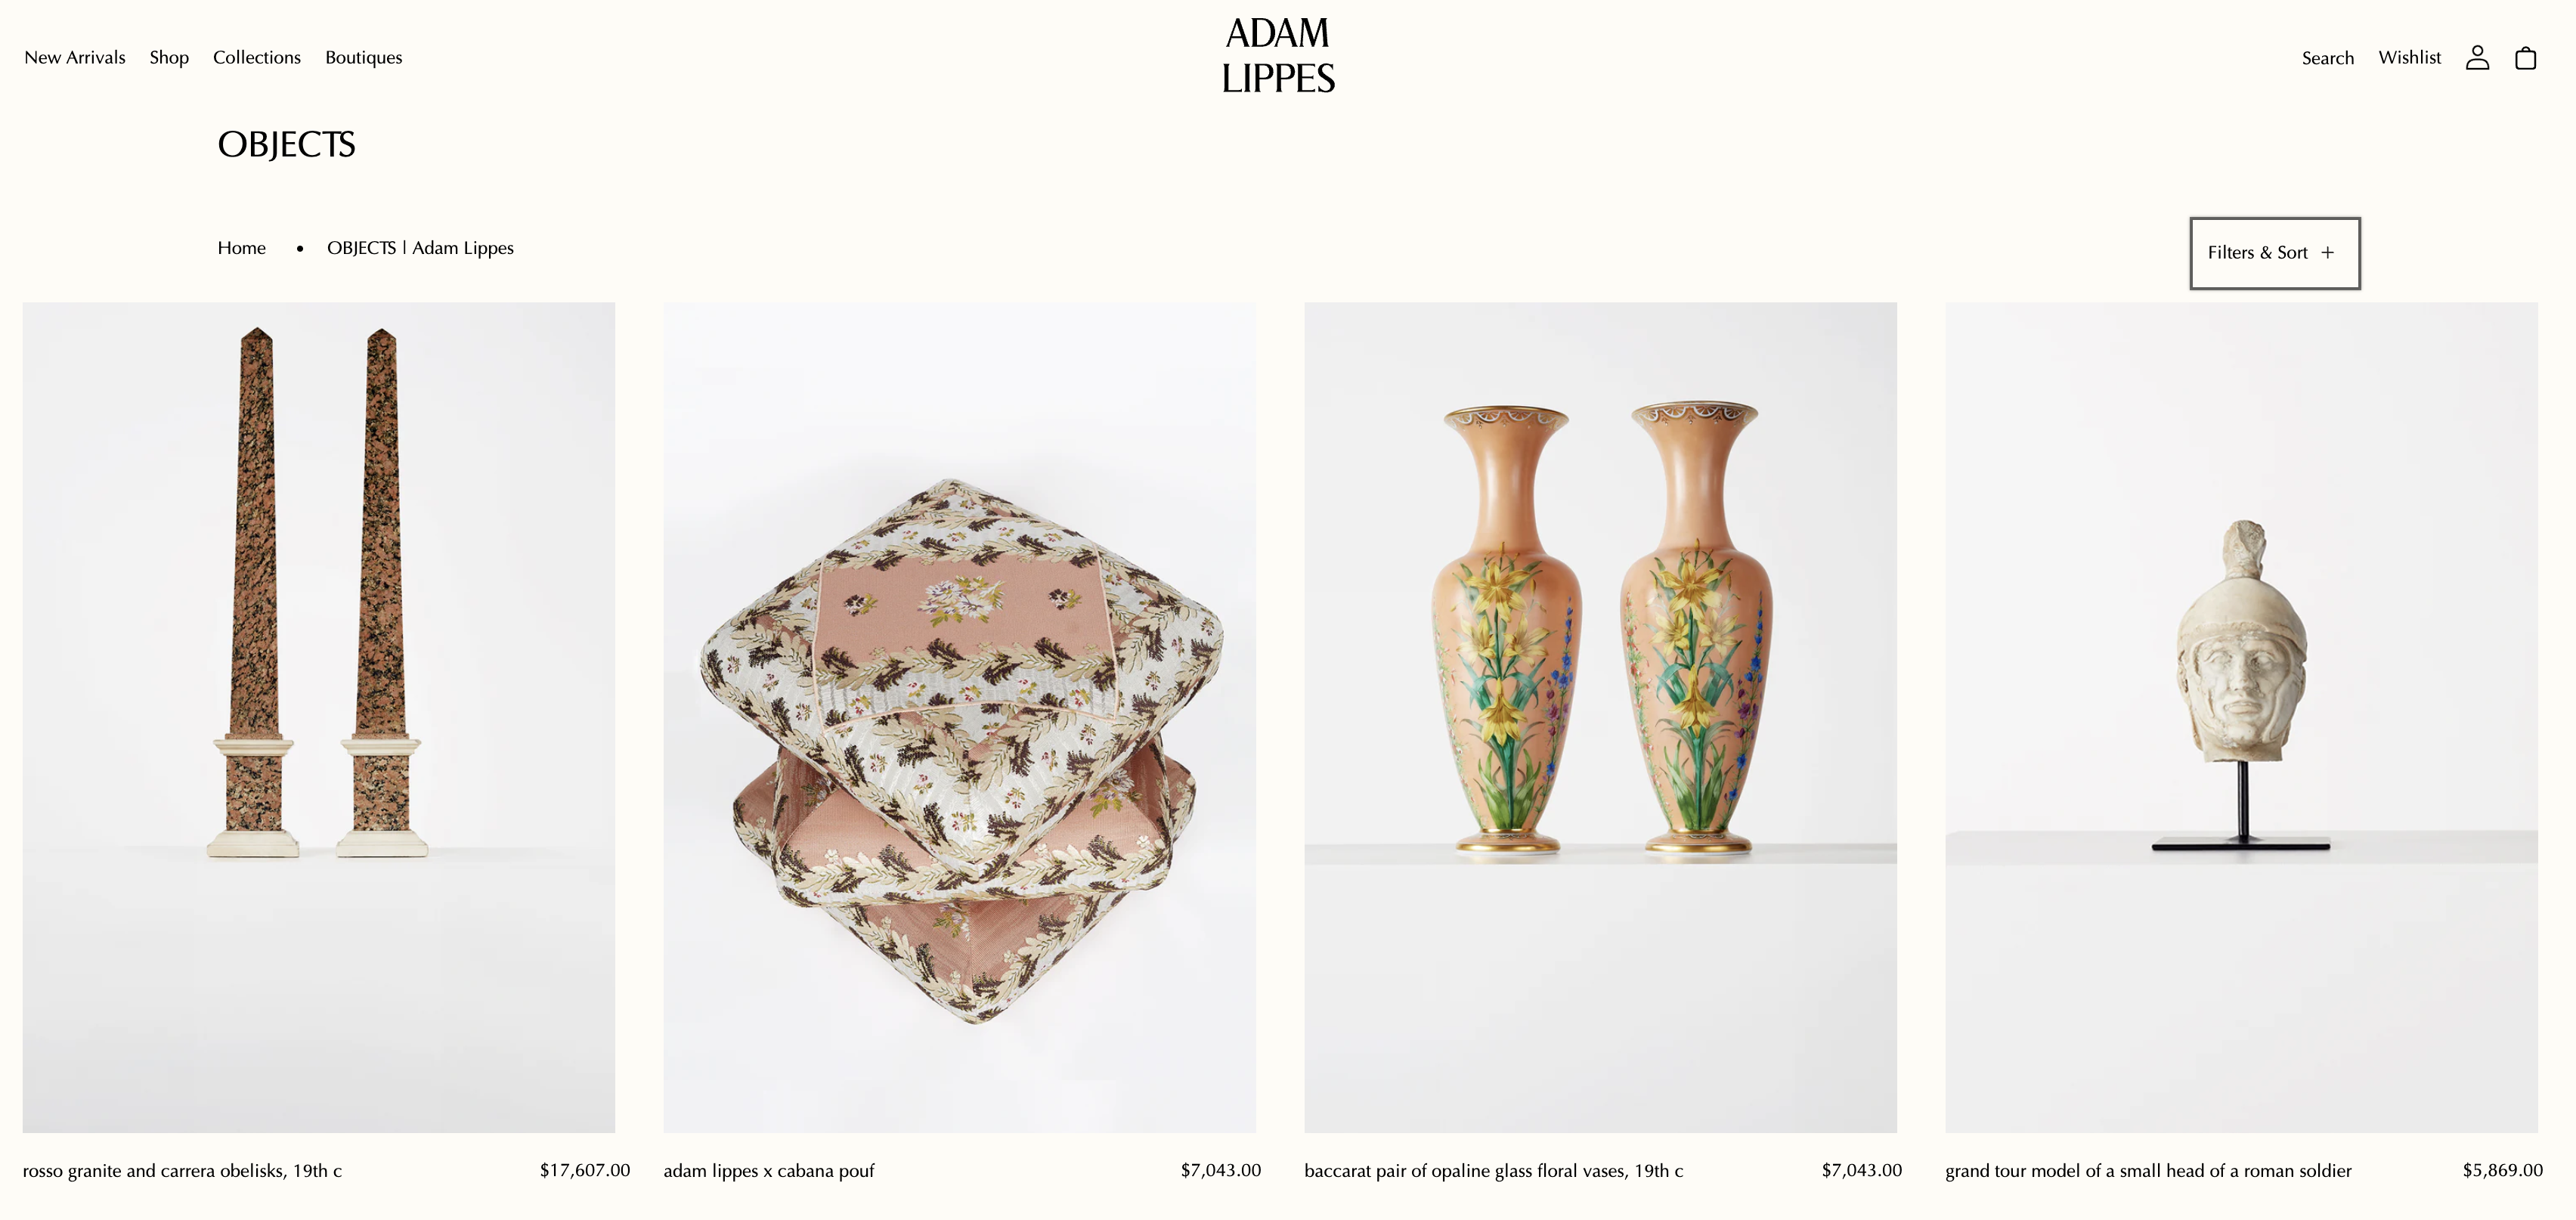 New Arrivals Shop Collections Boutiques
ADAM
LIPPES
Search Wishlist
OBJECTS
Home • OBJECTS | Adam Lippes
Filters & Sort +
rosso granite and carrera obelisks, 19th c $17,607.00
adam lippes x cabana pouf $7,043.00
baccarat pair of opaline glass floral vases, 19th c $7,043.00
grand tour model of a small head of a roman soldier $5,869.00